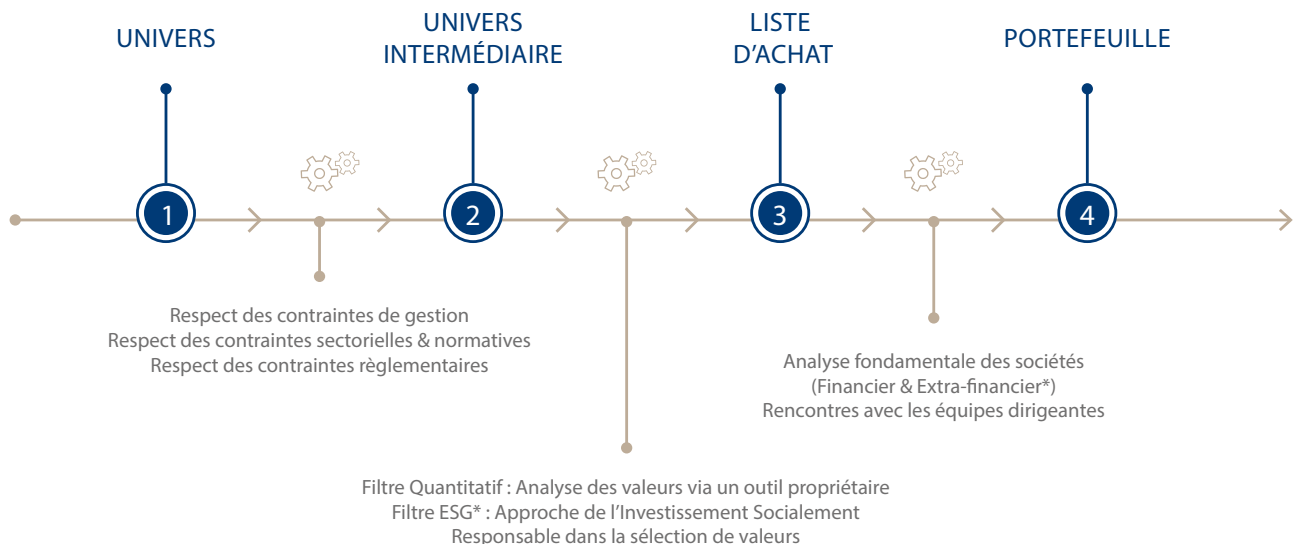 UNIVERS
UNIVERS
INTERMÉDIAIRE
LISTE
D’ACHAT
PORTEFEUILLE
1
2
3
4
Respect des contraintes de gestion
Respect des contraintes sectorielles & normatives
Respect des contraintes règlementaires
Analyse fondamentale des sociétés
(Financier & Extra-financier*)
Rencontres avec les équipes dirigeantes
Filtre Quantitatif : Analyse des valeurs via un outil propriétaire
Filtre ESG* : Approche de l’Investissement Socialement
Responsable dans la sélection de valeurs